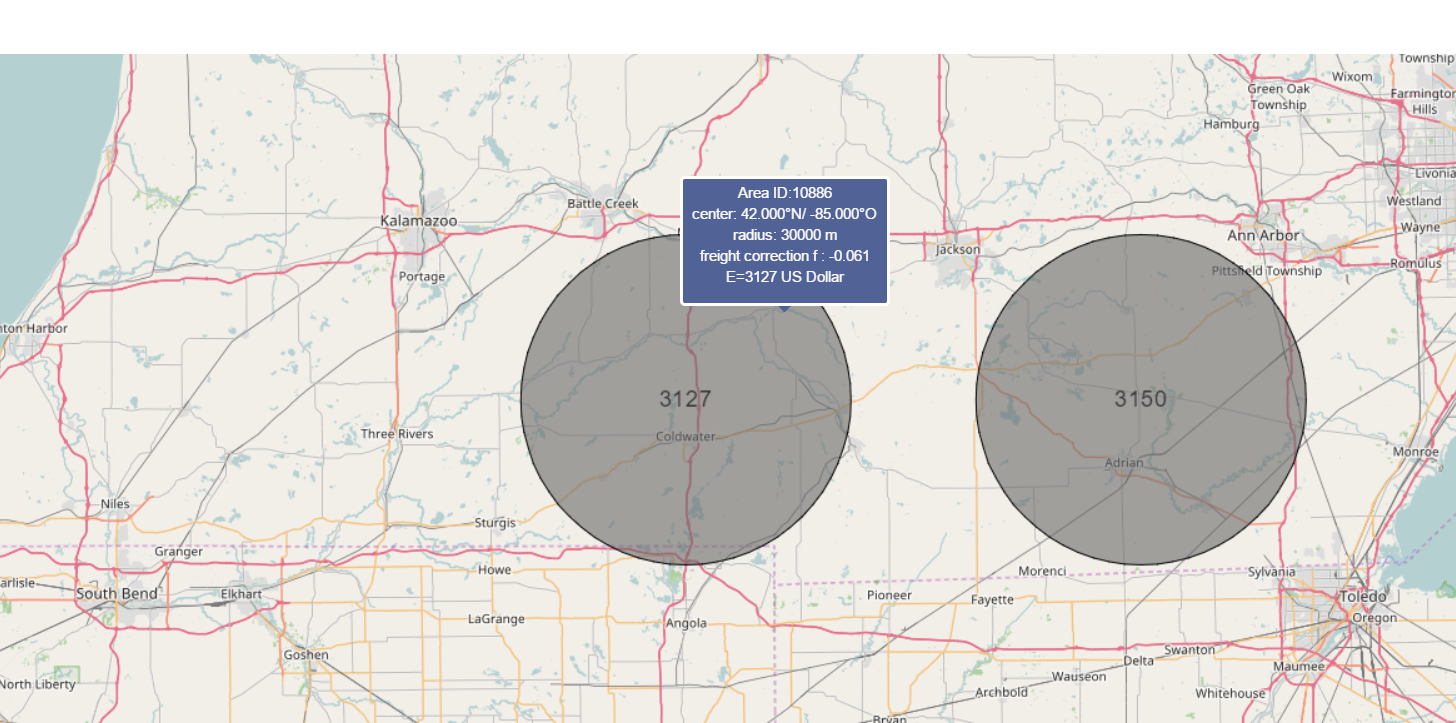 Township
Wixom
Green Oak
Township
Farmington
Hills
Hamburg
Livonia
Area ID:10886
center: 42.000°N/ -85.000°O
radius: 30000 m
freight correction f : -0.061
E=3127 US Dollar
Battle Creek
Westland
Kalamazoo
Wayne
Ann Arbor
Jackson
Romulus
Pittsfield Township
Portage
nton Harbor
3127
3150
Three Rivers
Coldwater
Monroe
Adrian
Niles
Sturgis
Granger
Howe
Morenci
Sylvania
arlisle
South Bend
Elkhart
Pioneer
Fayette
Toledo
LaGrange
Angola
Oregon
Goshen
Swanton
Delta
Maumee
North Liberty
Wauseon
Archbold
Whitehouse
Bryan